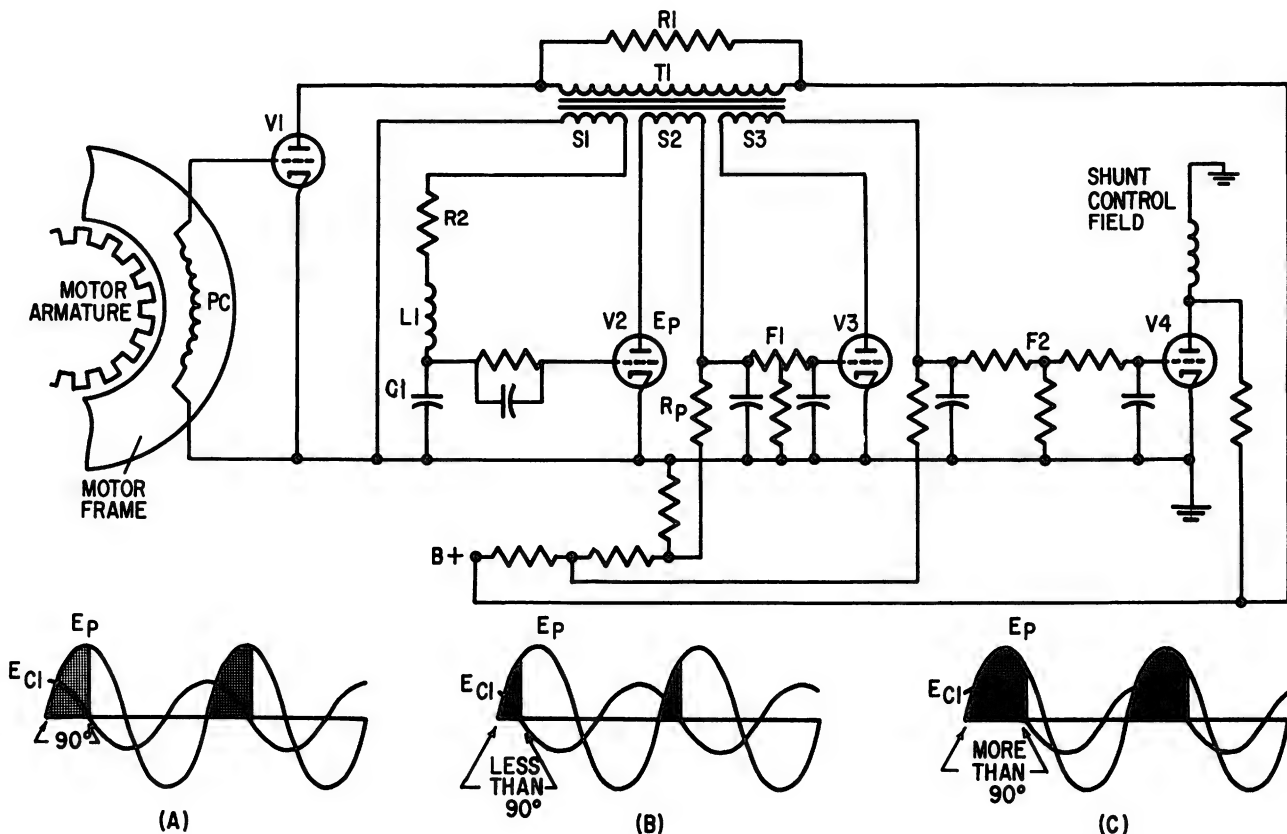 R1
T1
V1
S1
S2
S3
SHUNT
CONTROL
FIELD
R2
MOTOR
ARMATURE
PC
L1
V2
EP
F1
V3
F2
V4
C1
RP
MOTOR
FRAME
B+
EP
EC1
90°
(A)
EP
EC1
LESS
THAN
90°
(B)
EP
EC1
MORE
THAN
90°
(C)